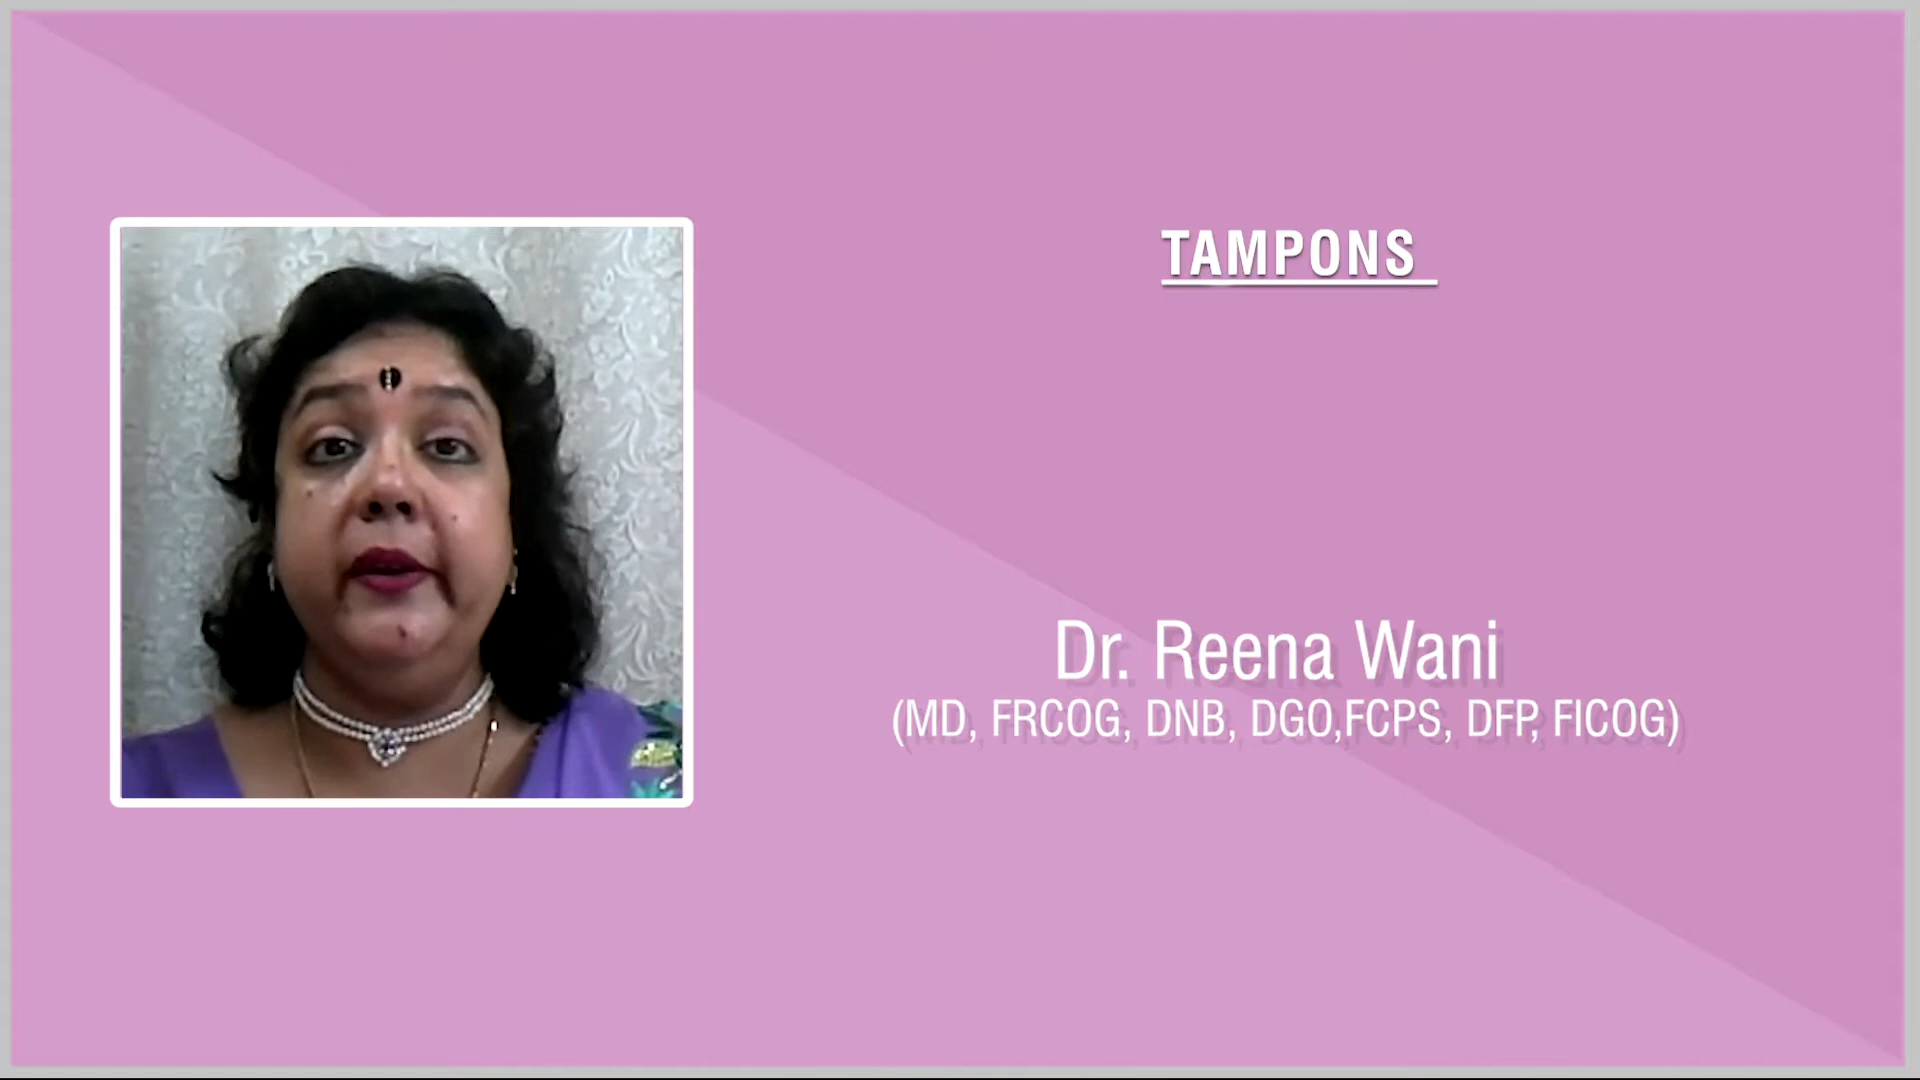 TAMPONS
Dr. Reena Wani
(MD, FRCOG, DNB, DGO,FCPS, DFP, FICOG)